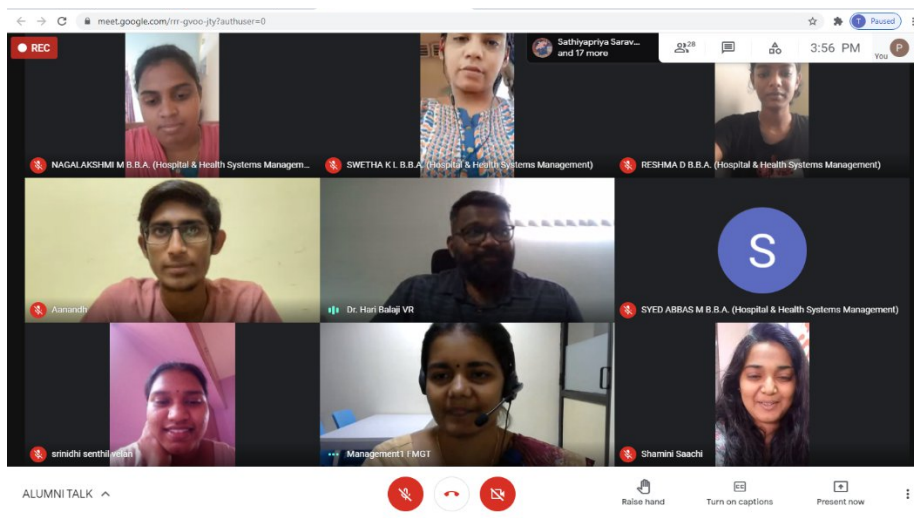 meet.google.com/rrr-gvoo-jty?authuser=0
T Paused
REC
Sathiyapriya Sarav...
and 17 more
28
3:56 PM
You
P
NAGALAKSHMI M B.B.A. (Hospital & Health Systems Managem...
SWETHA K L B.B.A. (Hospital & Health Systems Management)
RESHMA D B.B.A. (Hospital & Health Systems Management)
Aanandh
Dr. Hari Balaji VR
S
SYED ABBAS M B.B.A. (Hospital & Health Systems Management)
srinidhi senthil velan
Management1 FMGT
Shamini Saachi
ALUMNI TALK
Raise hand
CC
Turn on captions
Present now